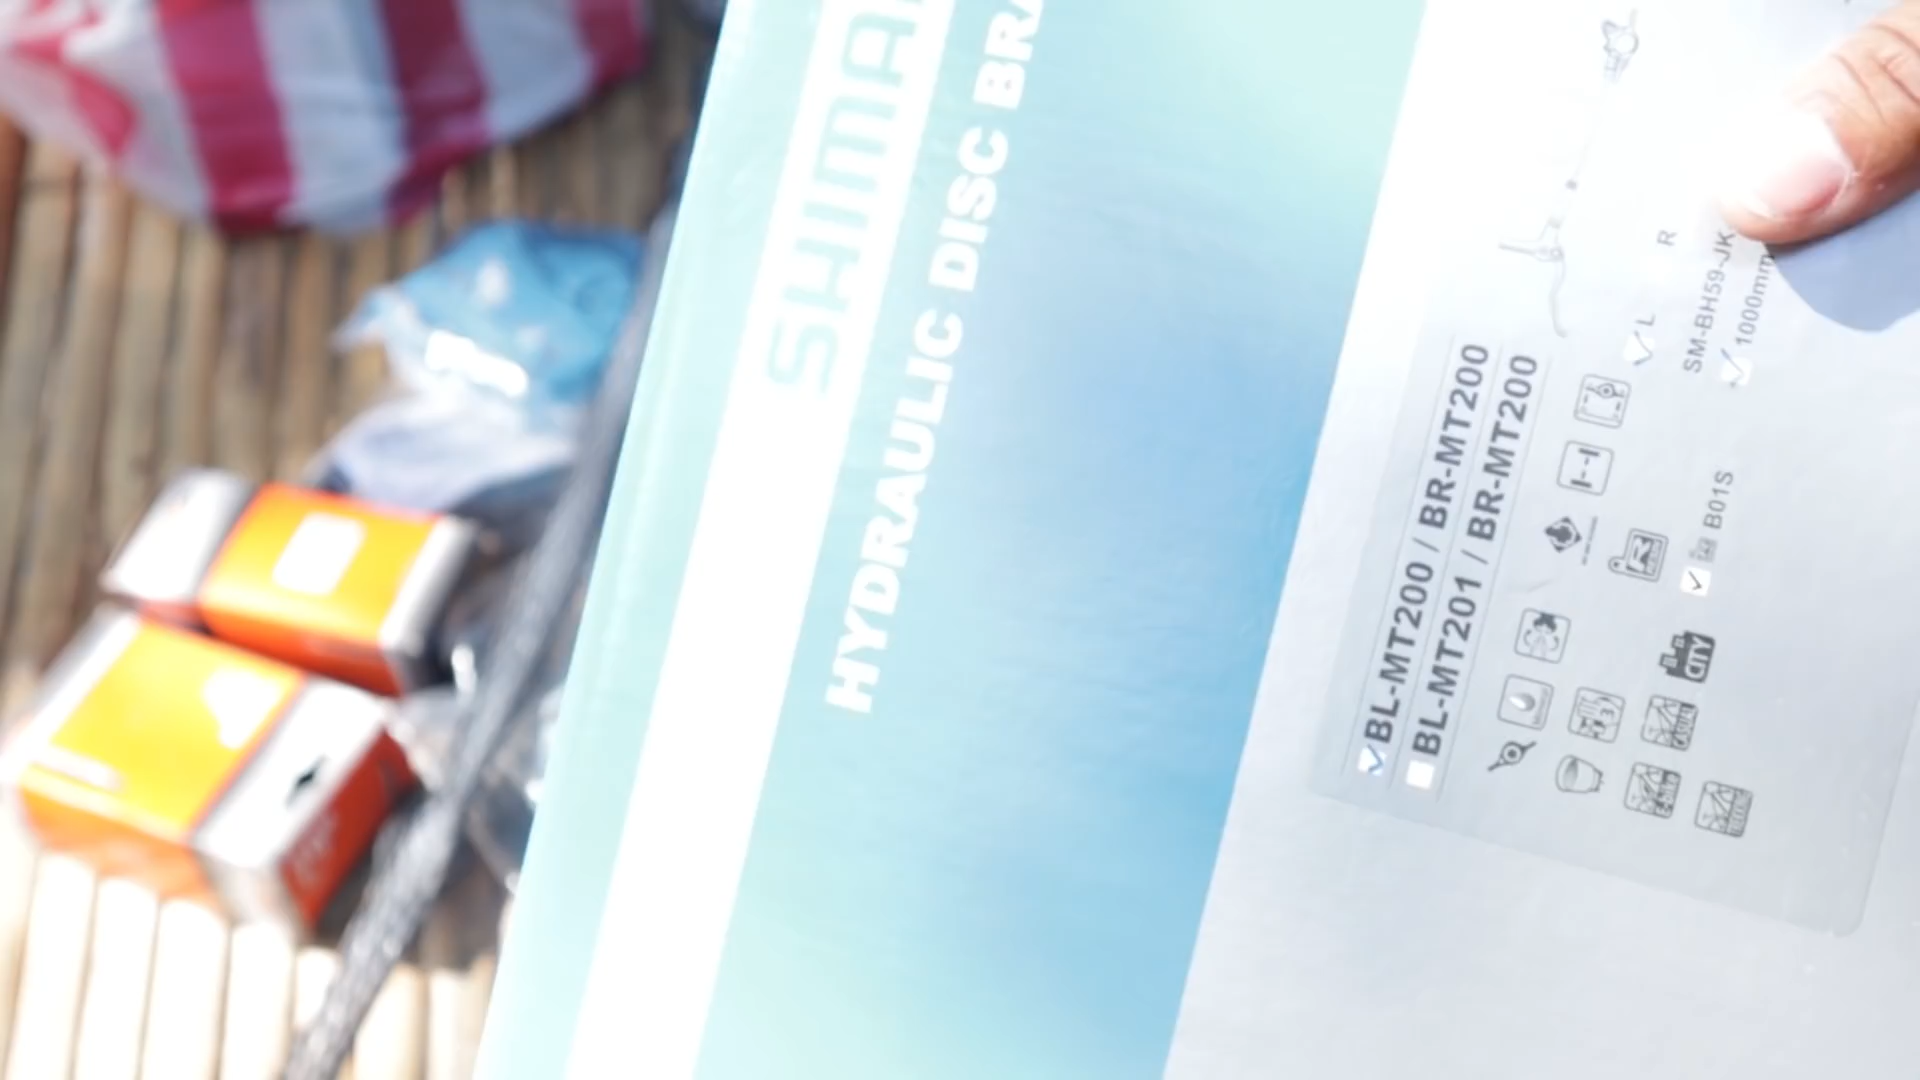 SHIMA
HYDRAULIC DISC BRA
BL-MT200 / BR-MT200
BL-MT201 / BR-MT200
L R
SM-BH59-JK
1000mm
B01S
CITY